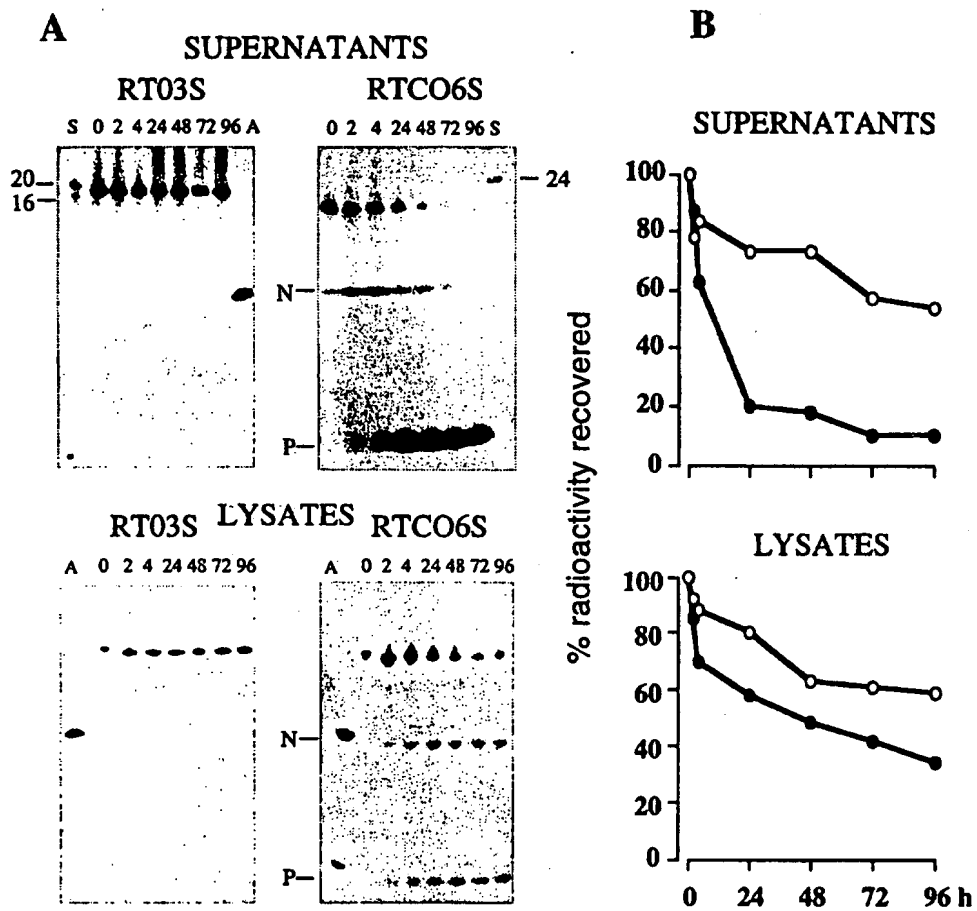 A
SUPERNATANTS
RT03S
RTCO6S
S 0 2 4 24 48 72 96 A
0 2 4 24 48 72 96 S
20
16
24
N
P
LYSATES
RT03S
RTCO6S
A 0 2 4 24 48 72 96
A 0 2 4 24 48 72 96
N
P
B
% radioactivity recovered
SUPERNATANTS
100
80
60
40
20
0
LYSATES
100
80
60
40
20
0
0 24 48 72 96 h